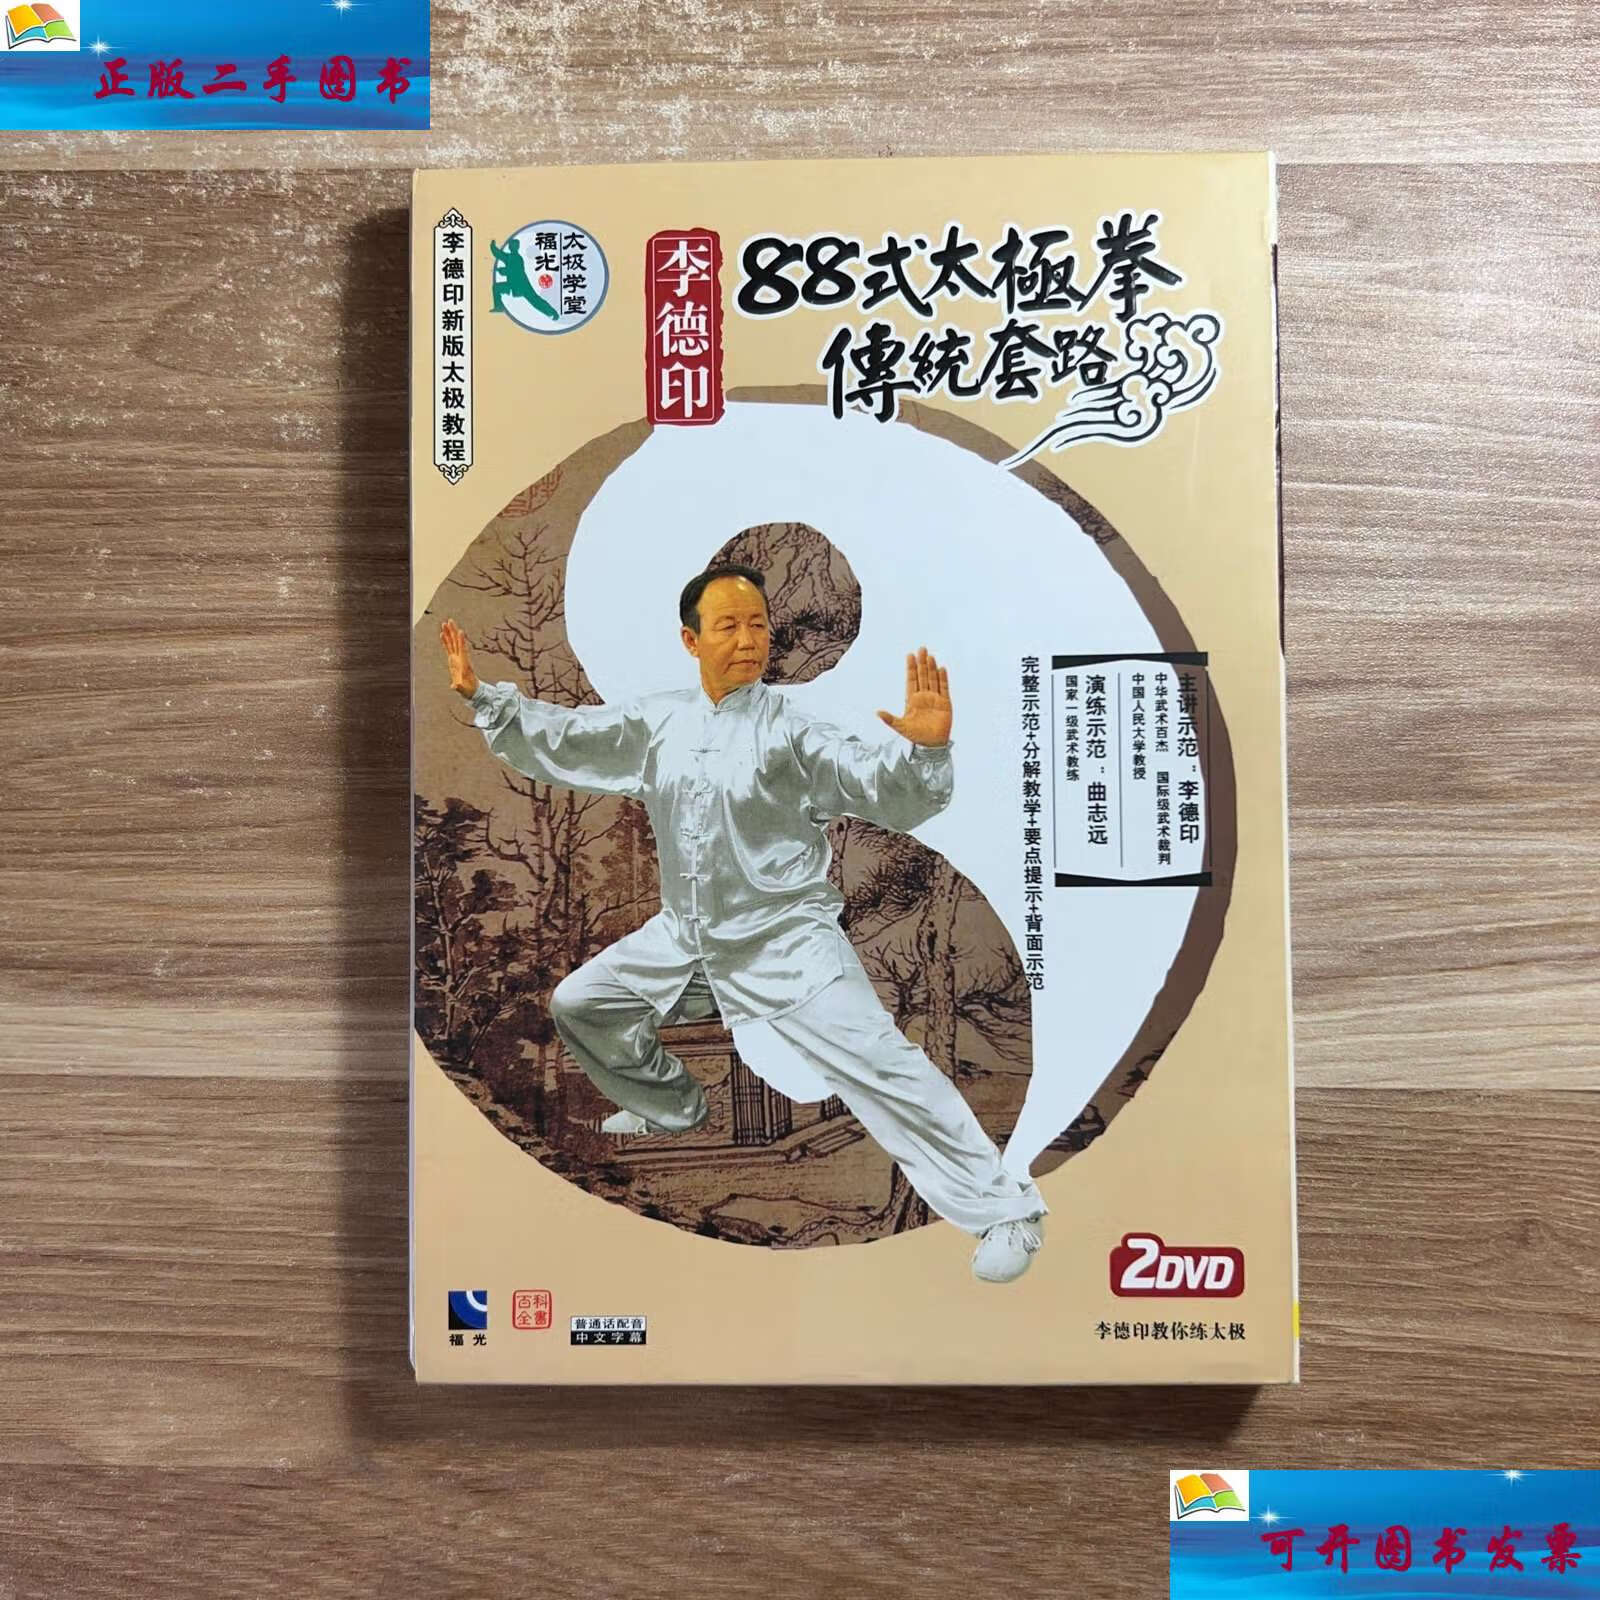 正版二手图书
李德印新版太极教程
太极学堂
福光
李德印
88式太極拳
傳統套路
主讲示范：李德印
中华武术百杰 国际级武术裁判
中国人民大学教授
演练示范：曲志远
国家一级武术教练
完整示范+分解教学+要点提示+背面示范
2DVD
李德印教你练太极
福光
百科
全書
普通话配音
中文字幕
可开图书发票